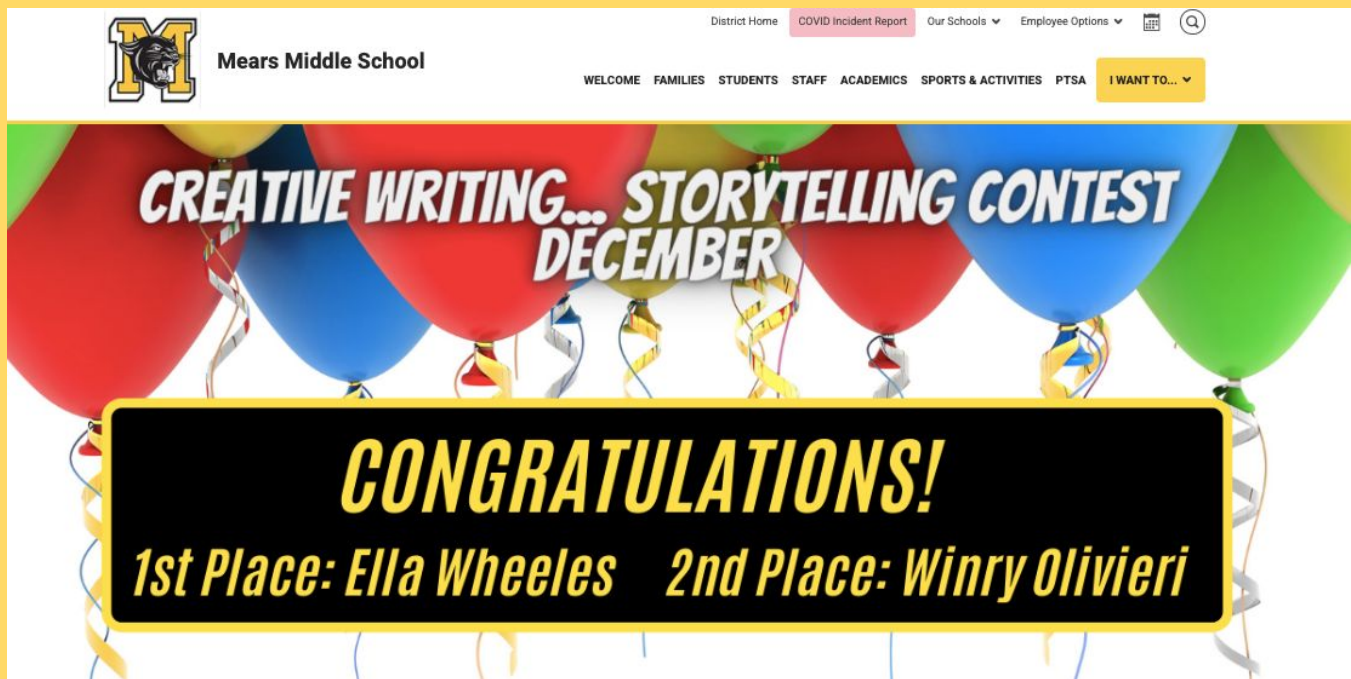 District Home COVID Incident Report Our Schools Employee Options
M
Mears Middle School
WELCOME FAMILIES STUDENTS STAFF ACADEMICS SPORTS & ACTIVITIES PTSA I WANT TO...
CREATIVE WRITING... STORYTELLING CONTEST
DECEMBER
CONGRATULATIONS!
1st Place: Ella Wheeles 2nd Place: Winry Olivieri